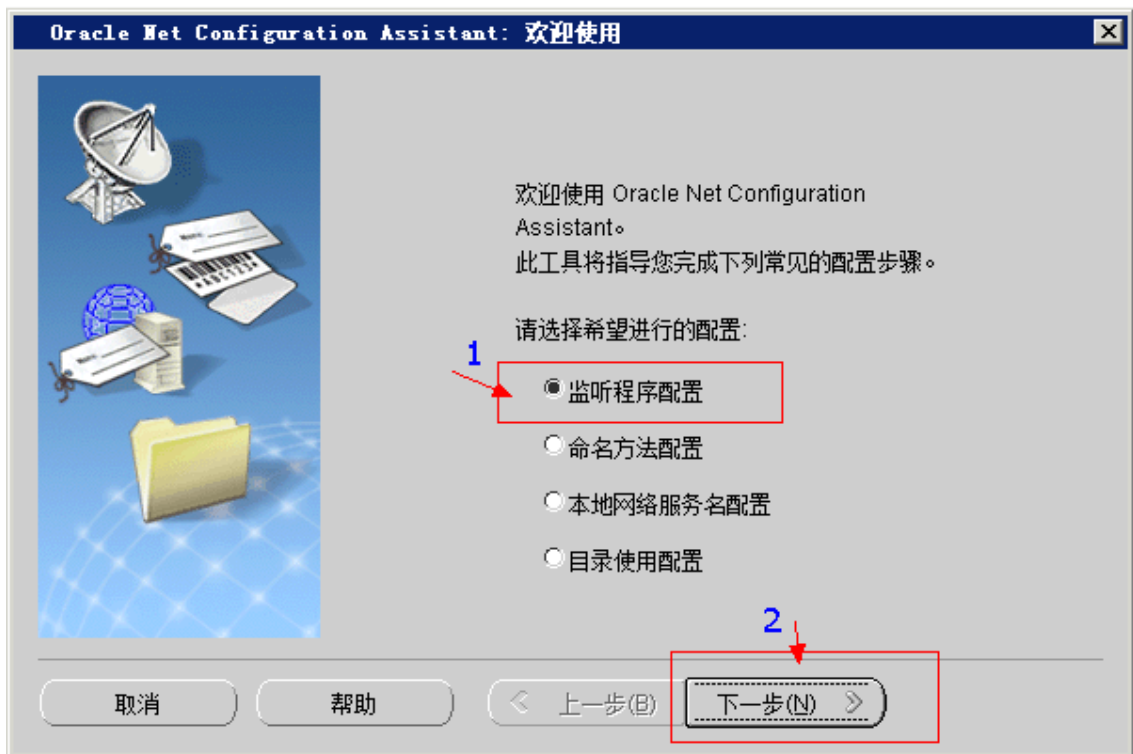 Oracle Net Configuration Assistant: 欢迎使用
欢迎使用 Oracle Net Configuration
Assistant。
此工具将指导您完成下列常见的配置步骤。
请选择希望进行的配置:
1
监听程序配置
命名方法配置
本地网络服务名配置
目录使用配置
2
取消
帮助
上一步(B)
下一步(N)